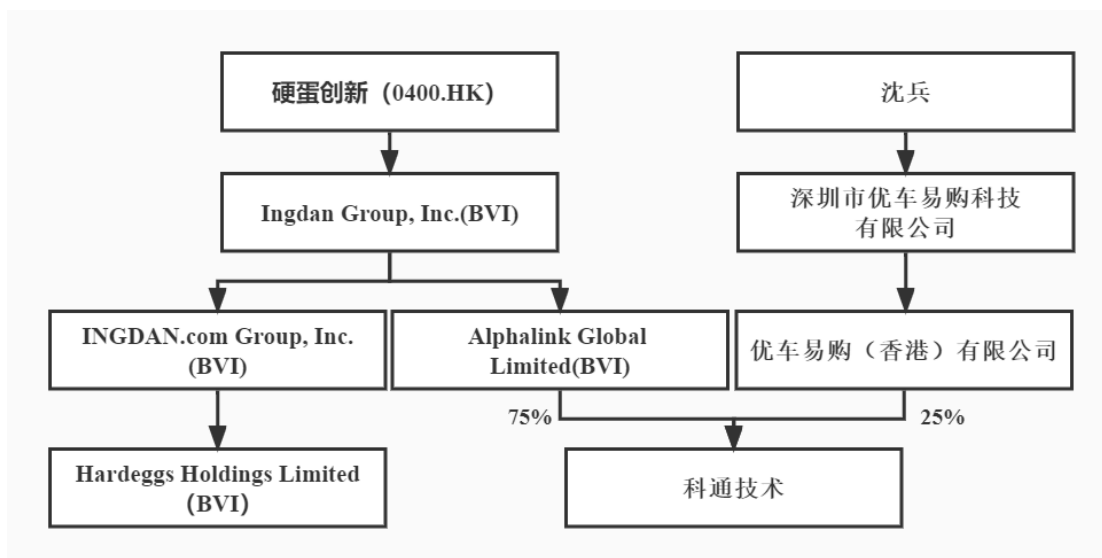 硬蛋创新（0400.HK）
沈兵
Ingdan Group, Inc.(BVI)
深圳市优车易购科技
有限公司
INGDAN.com Group, Inc.
(BVI)
Alphalink Global
Limited(BVI)
优车易购（香港）有限公司
75%
25%
Hardeggs Holdings Limited
（BVI）
科通技术